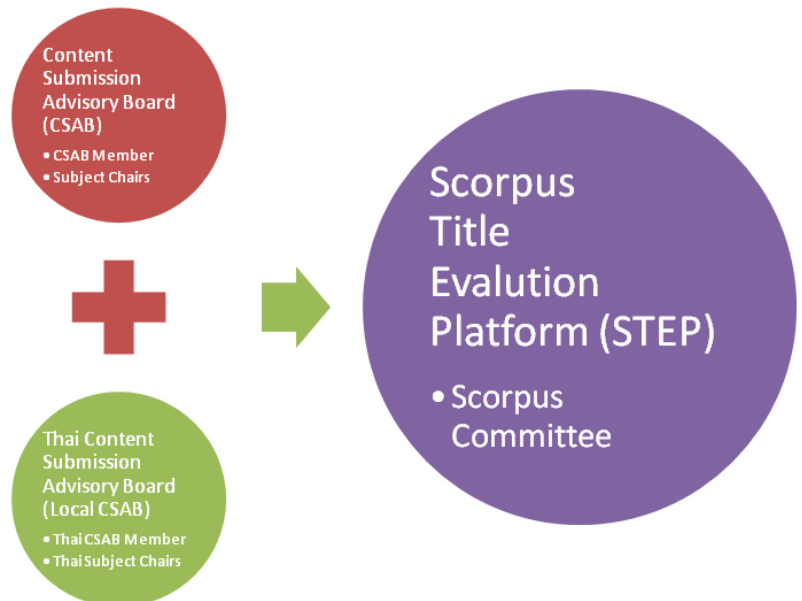 Content
Submission
Advisory Board
(CSAB)
• CSAB Member
• Subject Chairs
Thai Content
Submission
Advisory Board
(Local CSAB)
• Thai CSAB Member
• Thai Subject Chairs
Scorpus
Title
Evalution
Platform (STEP)
• Scorpus
Committee